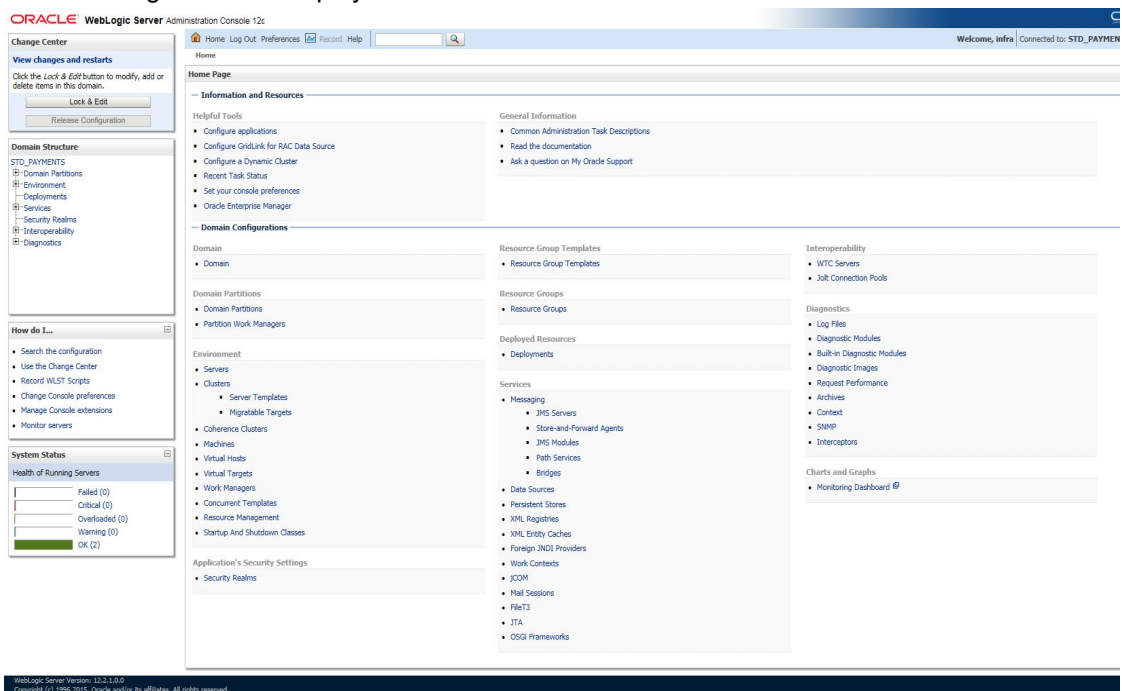 ORACLE WebLogic Server Administration Console 12c
Change Center
View changes and restarts
Click the Lock & Edit button to modify, add or
delete items in this domain.
Lock & Edit
Release Configuration
Domain Structure
STD_PAYMENTS
Domain Partitions
Environment
Deployments
Services
Security Realms
Interoperability
Diagnostics
How do I...
Search the configuration
Use the Change Center
Record WLST Scripts
Change Console preferences
Manage Console extensions
Monitor servers
System Status
Health of Running Servers
Failed (0)
Critical (0)
Overloaded (0)
Warning (0)
OK (2)
Home Log Out Preferences Record Help
Welcome, infra Connected to: STD_PAYMEN
Home
Home Page
Information and Resources
Helpful Tools
Configure applications
Configure GridLink for RAC Data Source
Configure a Dynamic Cluster
Recent Task Status
Set your console preferences
Oracle Enterprise Manager
General Information
Common Administration Task Descriptions
Read the documentation
Ask a question on My Oracle Support
Domain Configurations
Domain
Domain
Domain Partitions
Domain Partitions
Partition Work Managers
Environment
Servers
Clusters
Server Templates
Migratable Targets
Coherence Clusters
Machines
Virtual Hosts
Virtual Targets
Work Managers
Concurrent Templates
Resource Management
Startup And Shutdown Classes
Application's Security Settings
Security Realms
Resource Group Templates
Resource Group Templates
Resource Groups
Resource Groups
Deployed Resources
Deployments
Services
Messaging
JMS Servers
Store-and-Forward Agents
JMS Modules
Path Services
Bridges
Data Sources
Persistent Stores
XML Registries
XML Entity Caches
Foreign JNDI Providers
Work Contexts
jCOM
Mail Sessions
FileT3
JTA
OSGi Frameworks
Interoperability
WTC Servers
Jolt Connection Pools
Diagnostics
Log Files
Diagnostic Modules
Built-in Diagnostic Modules
Diagnostic Images
Request Performance
Archives
Context
SNMP
Interceptors
Charts and Graphs
Monitoring Dashboard
WebLogic Server Version: 12.2.1.0.0
Copyright (c) 1996,2015, Oracle and/or its affiliates. All rights reserved.